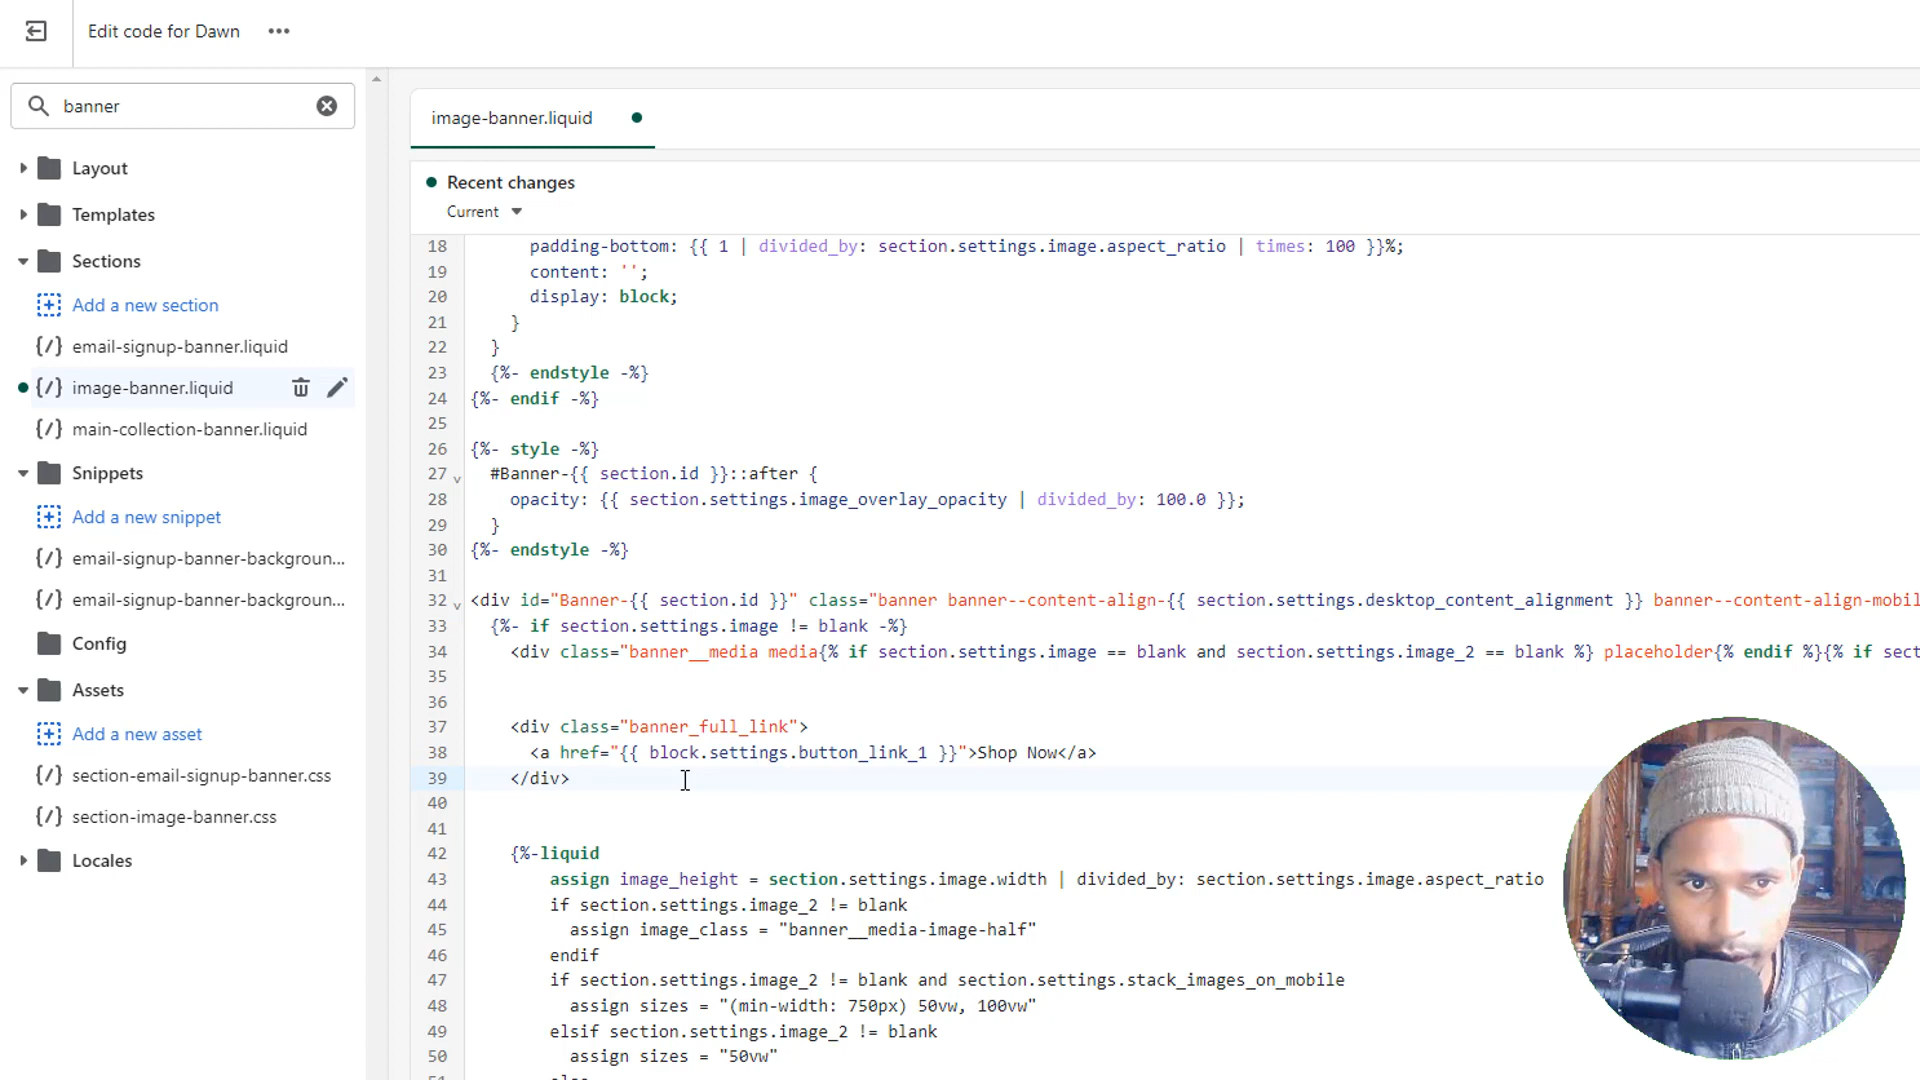 Edit code for Dawn
banner
Layout
Templates
Sections
Add a new section
email-signup-banner.liquid
image-banner.liquid
main-collection-banner.liquid
Snippets
Add a new snippet
email-signup-banner-backgroun...
email-signup-banner-backgroun...
Config
Assets
Add a new asset
section-email-signup-banner.css
section-image-banner.css
Locales
image-banner.liquid
Recent changes
Current
18 padding-bottom: {{ 1 | divided_by: section.settings.image.aspect_ratio | times: 100 }}%;
19 content: '';
20 display: block;
21 }
22 }
23 {%- endstyle -%}
24 {%- endif -%}
25
26 {%- style -%}
27 #Banner-{{ section.id }}::after {
28 opacity: {{ section.settings.image_overlay_opacity | divided_by: 100.0 }};
29 }
30 {%- endstyle -%}
31
32 <div id="Banner-{{ section.id }}" class="banner banner--content-align-{{ section.settings.desktop_content_alignment }} banner--content-align-mobil
33 {%- if section.settings.image != blank -%}
34 <div class="banner__media media{% if section.settings.image == blank and section.settings.image_2 == blank %} placeholder{% endif %}{% if sect
35
36
37 <div class="banner_full_link">
38 <a href="{{ block.settings.button_link_1 }}">Shop Now</a>
39 </div>
40
41
42 {%-liquid
43 assign image_height = section.settings.image.width | divided_by: section.settings.image.aspect_ratio
44 if section.settings.image_2 != blank
45 assign image_class = "banner__media-image-half"
46 endif
47 if section.settings.image_2 != blank and section.settings.stack_images_on_mobile
48 assign sizes = "(min-width: 750px) 50vw, 100vw"
49 elsif section.settings.image_2 != blank
50 assign sizes = "50vw"